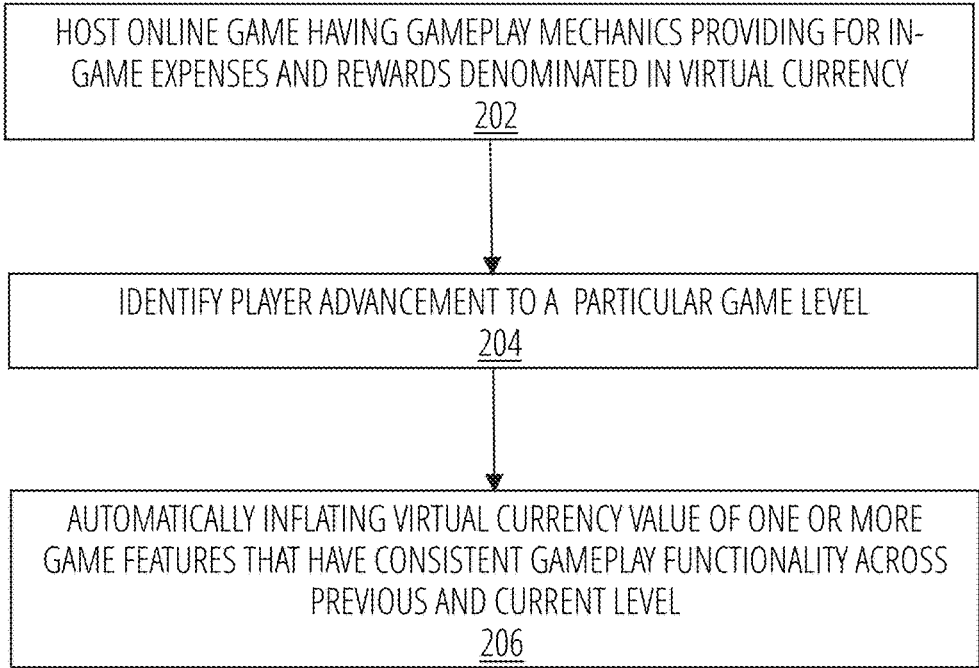 HOST ONLINE GAME HAVING GAMEPLAY MECHANICS PROVIDING FOR IN-
GAME EXPENSES AND REWARDS DENOMINATED IN VIRTUAL CURRENCY
202
IDENTIFY PLAYER ADVANCEMENT TO A PARTICULAR GAME LEVEL
204
AUTOMATICALLY INFLATING VIRTUAL CURRENCY VALUE OF ONE OR MORE
GAME FEATURES THAT HAVE CONSISTENT GAMEPLAY FUNCTIONALITY ACROSS
PREVIOUS AND CURRENT LEVEL
206